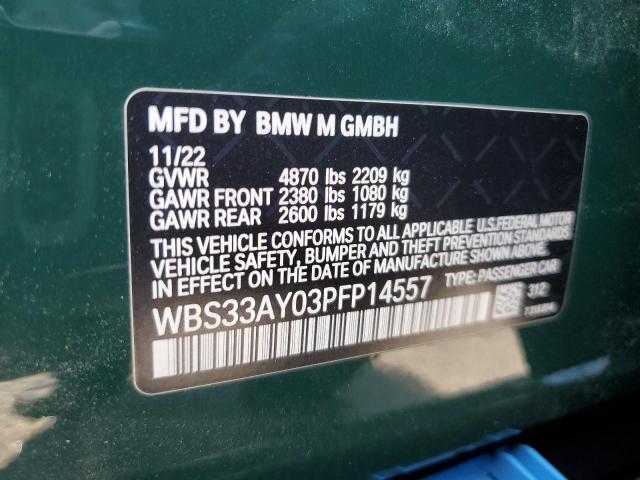 MFD BY BMW M GMBH
11/22
GVWR 4870 lbs 2209 kg
GAWR FRONT 2380 lbs 1080 kg
GAWR REAR 2600 lbs 1179 kg
THIS VEHICLE CONFORMS TO ALL APPLICABLE U.S.FEDERAL MOTOR
VEHICLE SAFETY, BUMPER, AND THEFT PREVENTION STANDARDS
IN EFFECT ON THE DATE OF MANUFACTURE SHOWN ABOVE.
WBS33AY03PFP14557 TYPE: PASSENGER CAR
312